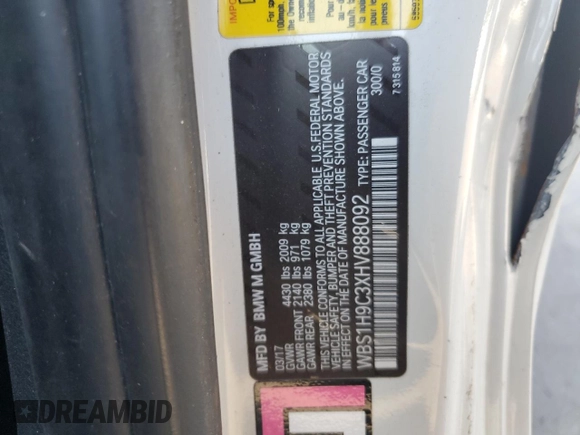 MFD BY BMW M GMBH
03/17
GVWR 4430 lbs 2009 kg
GAWR FRONT 2140 lbs 971 kg
GAWR REAR 2380 lbs 1079 kg
THIS VEHICLE CONFORMS TO ALL APPLICABLE U.S.FEDERAL MOTOR
VEHICLE SAFETY, BUMPER AND THEFT PREVENTION STANDARDS
IN EFFECT ON THE DATE OF MANUFACTURE SHOWN ABOVE.
WBS1H9C3XHV888092 TYPE: PASSENGER CAR
300/0
7 315 814
DREAMBID